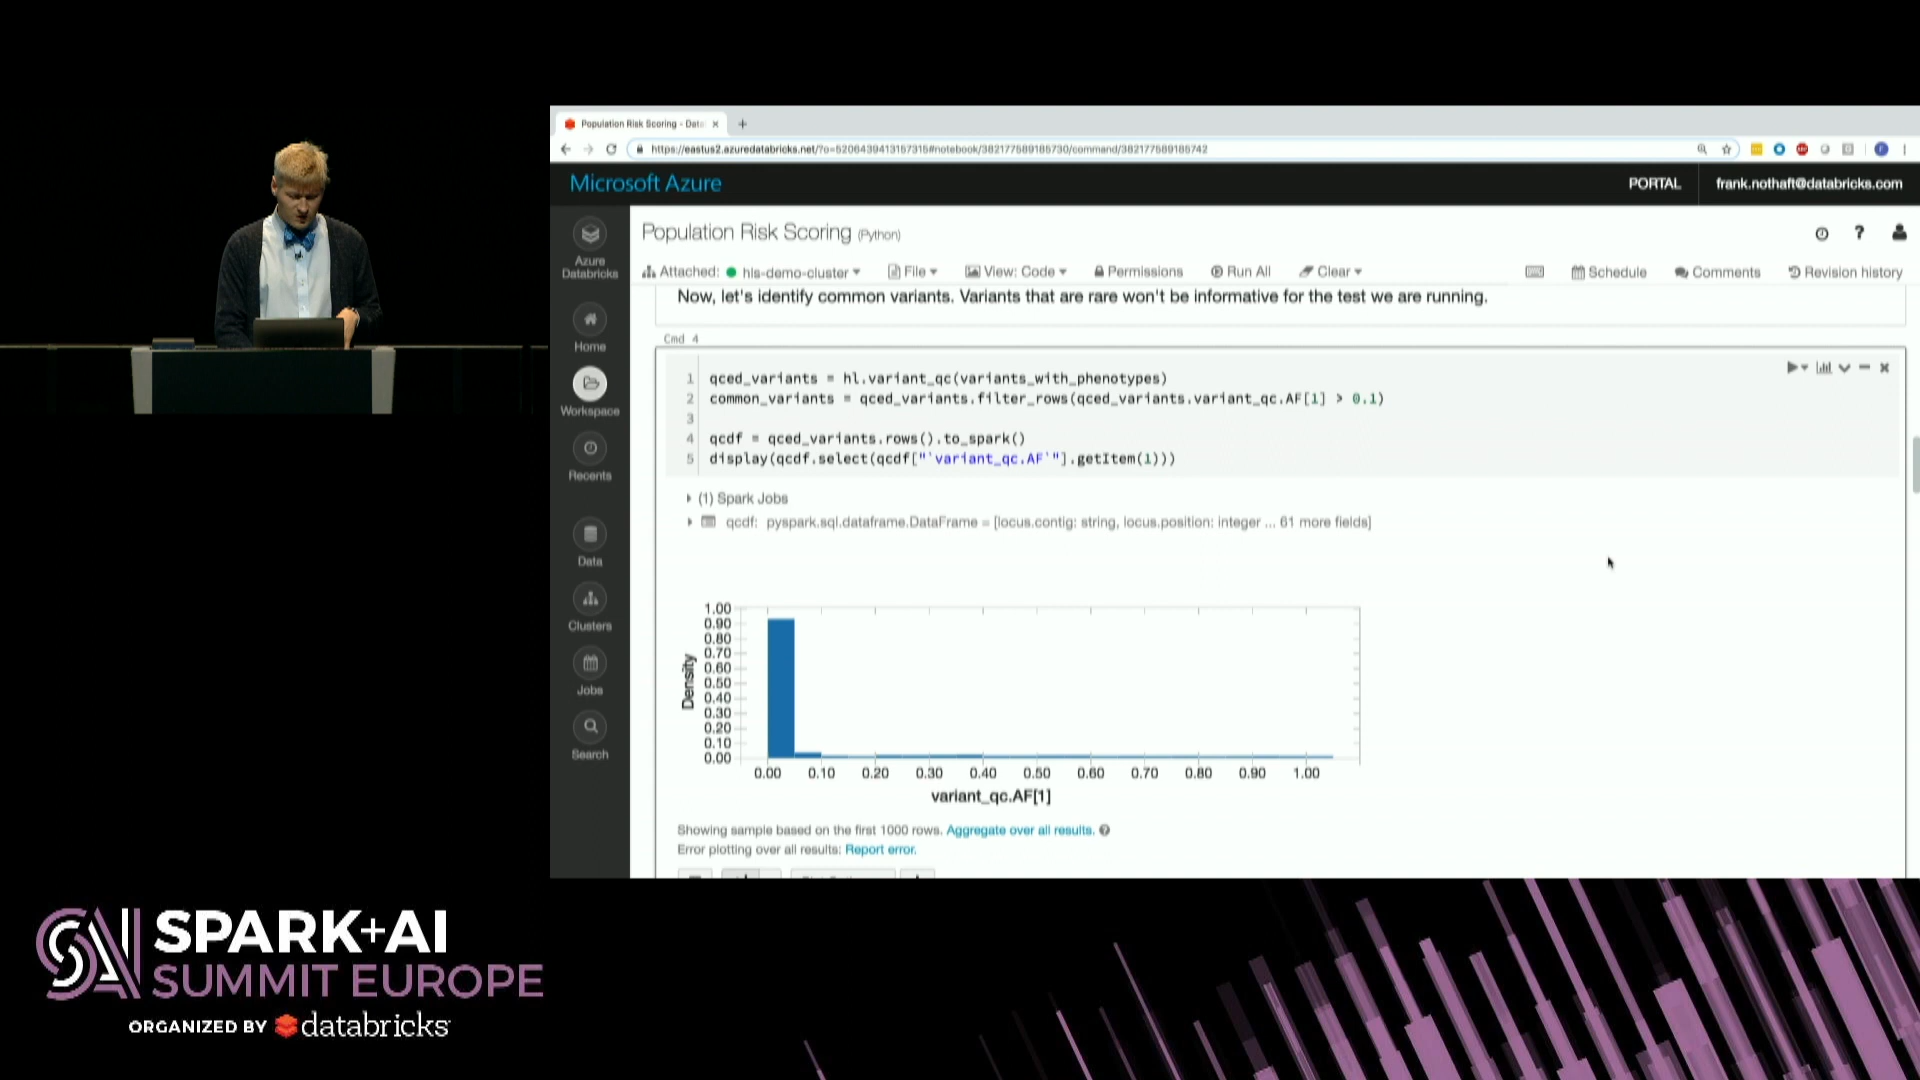 Population Risk Scoring - Data
https://eastus2.azuredatabricks.net/?o=5206439413157315#notebook/382177589185730/command/382177589185742
Microsoft Azure
PORTAL
frank.nothaft@databricks.com
Azure Databricks
Home
Workspace
Recents
Data
Clusters
Jobs
Search
Population Risk Scoring (Python)
Attached: hls-demo-cluster File View: Code Permissions Run All Clear Schedule Comments Revision history
Now, let's identify common variants. Variants that are rare won't be informative for the test we are running.
Cmd 4
1 qced_variants = hl.variant_qc(variants_with_phenotypes)
2 common_variants = qced_variants.filter_rows(qced_variants.variant_qc.AF[1] > 0.1)
3
4 qcdf = qced_variants.rows().to_spark()
5 display(qcdf.select(qcdf["`variant_qc.AF`"].getItem(1)))
(1) Spark Jobs
qcdf: pyspark.sql.dataframe.DataFrame = [locus.contig: string, locus.position: integer ... 61 more fields]
1.00
0.90
0.80
0.70
0.60
0.50
0.40
0.30
0.20
0.10
0.00
Density
0.00 0.10 0.20 0.30 0.40 0.50 0.60 0.70 0.80 0.90 1.00
variant_qc.AF[1]
Showing sample based on the first 1000 rows. Aggregate over all results.
Error plotting over all results: Report error.
SPARK+AI
SUMMIT EUROPE
ORGANIZED BY databricks